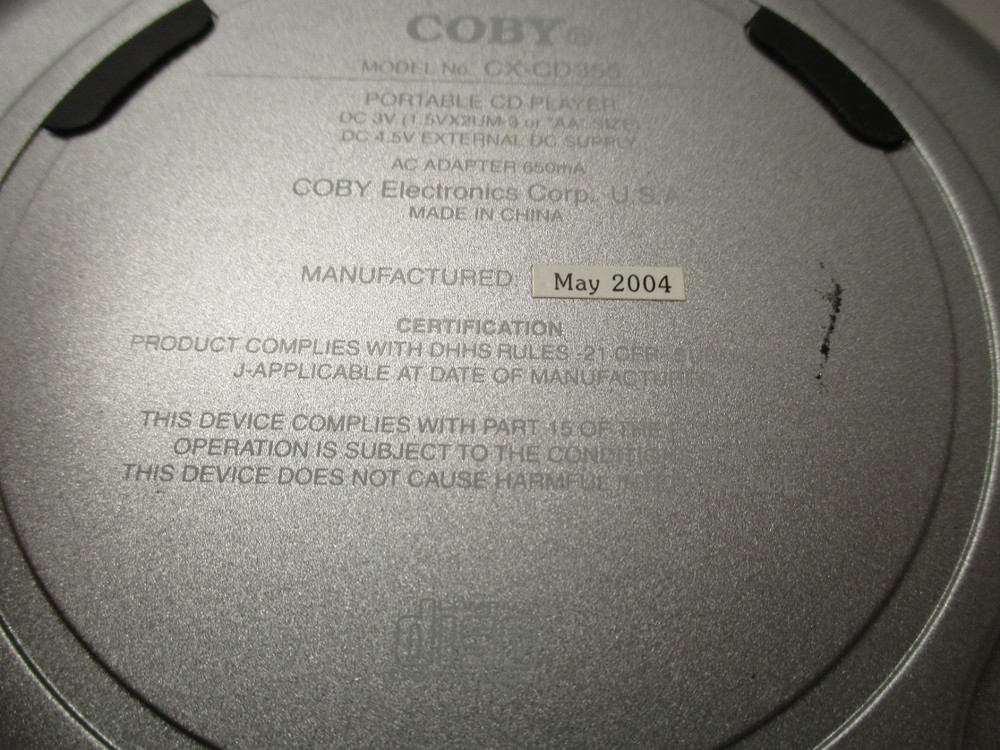 COBY®
MODEL No. CX-CD355
PORTABLE CD PLAYER
DC 3V (1.5VX2UM-3 or "AA" SIZE)
DC 4.5V EXTERNAL DC SUPPLY
AC ADAPTER 650mA
COBY Electronics Corp. U.S.A
MADE IN CHINA
MANUFACTURED: May 2004
CERTIFICATION
PRODUCT COMPLIES WITH DHHS RULES -21 CFR
J-APPLICABLE AT DATE OF MANUFACTURED.
THIS DEVICE COMPLIES WITH PART 15 OF THE
OPERATION IS SUBJECT TO THE CONDITION
THIS DEVICE DOES NOT CAUSE HARMFUL
disc